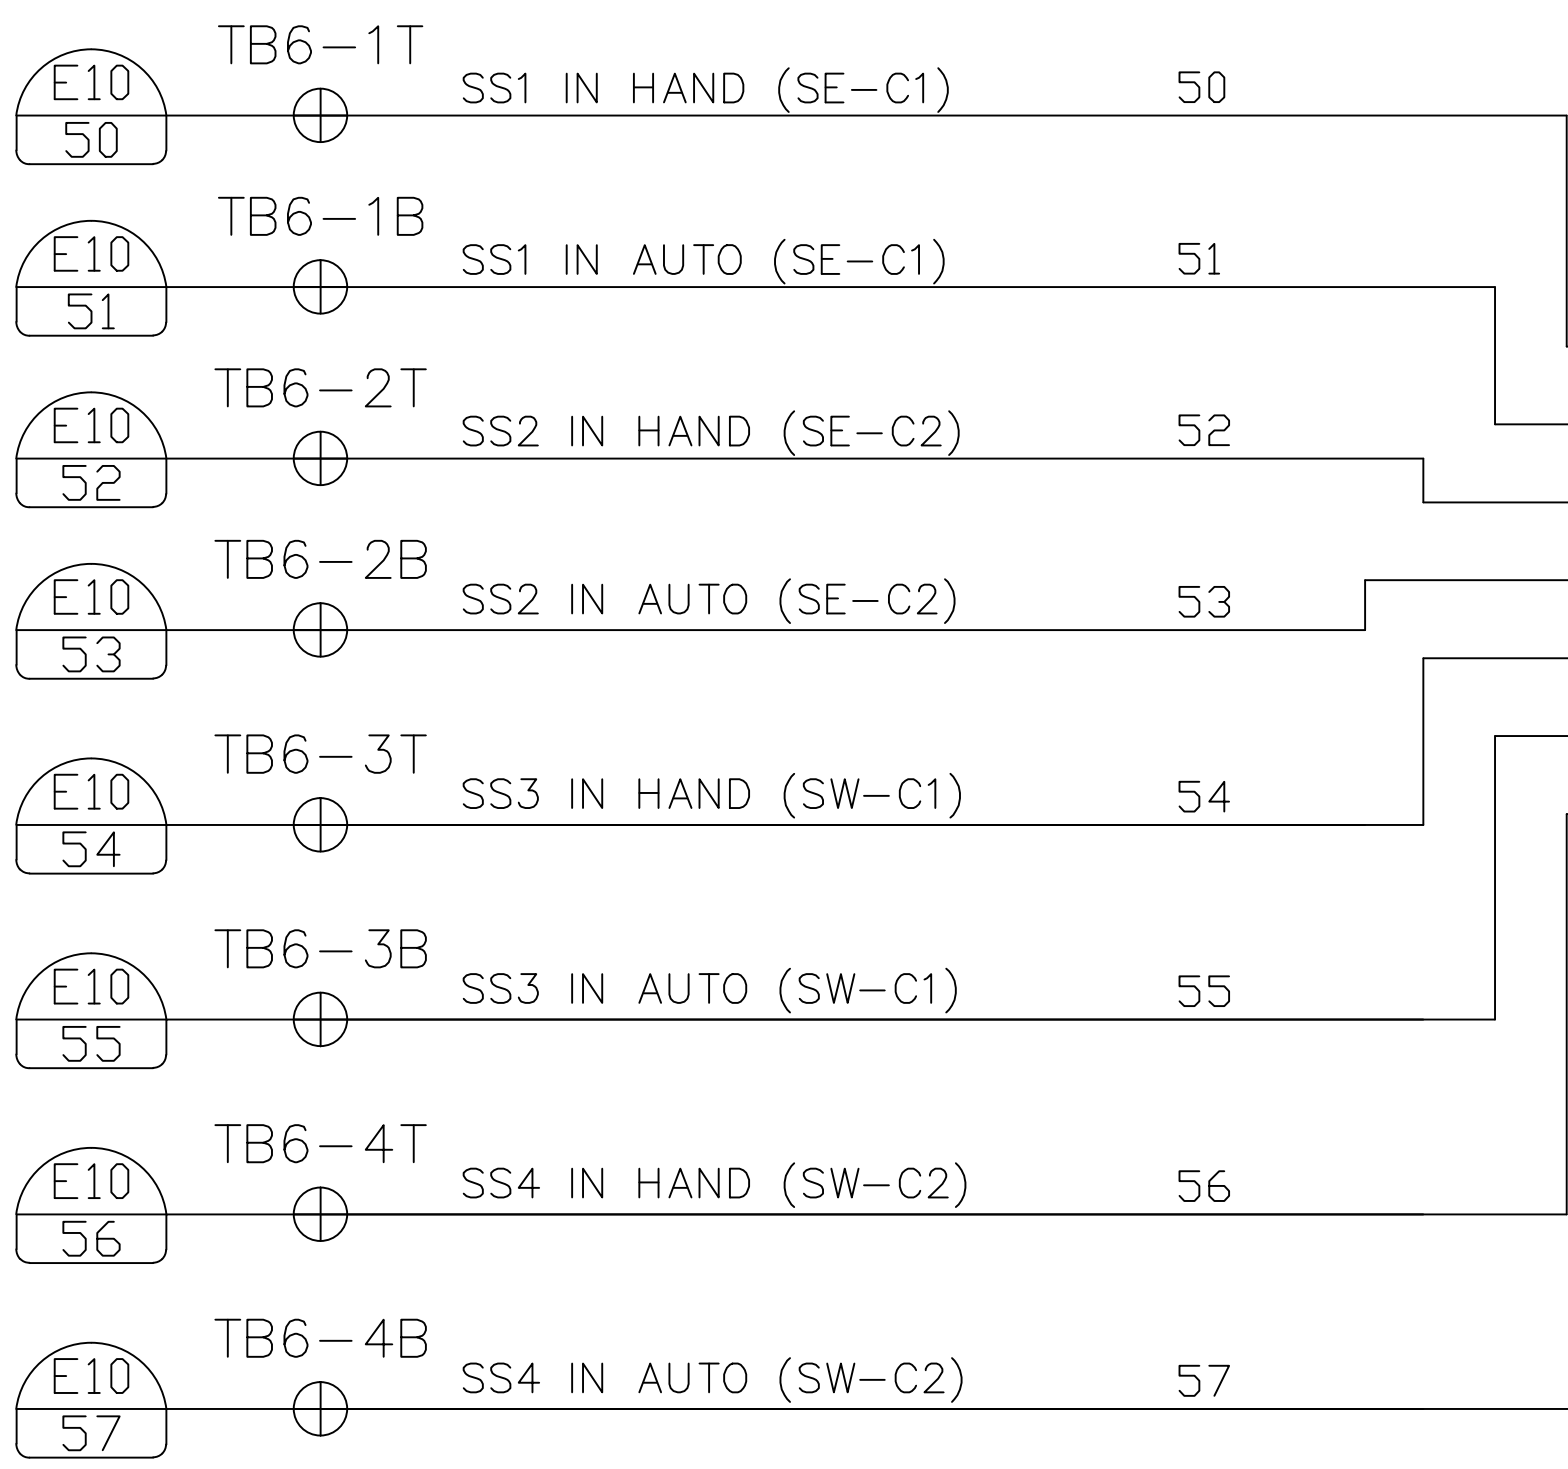 TB6-1T
E10 SS1 IN HAND (SE-C1) 50
50
TB6-1B
E10 SS1 IN AUTO (SE-C1) 51
51
TB6-2T
E10 SS2 IN HAND (SE-C2) 52
52
TB6-2B
E10 SS2 IN AUTO (SE-C2) 53
53
TB6-3T
E10 SS3 IN HAND (SW-C1) 54
54
TB6-3B
E10 SS3 IN AUTO (SW-C1) 55
55
TB6-4T
E10 SS4 IN HAND (SW-C2) 56
56
TB6-4B
E10 SS4 IN AUTO (SW-C2) 57
57